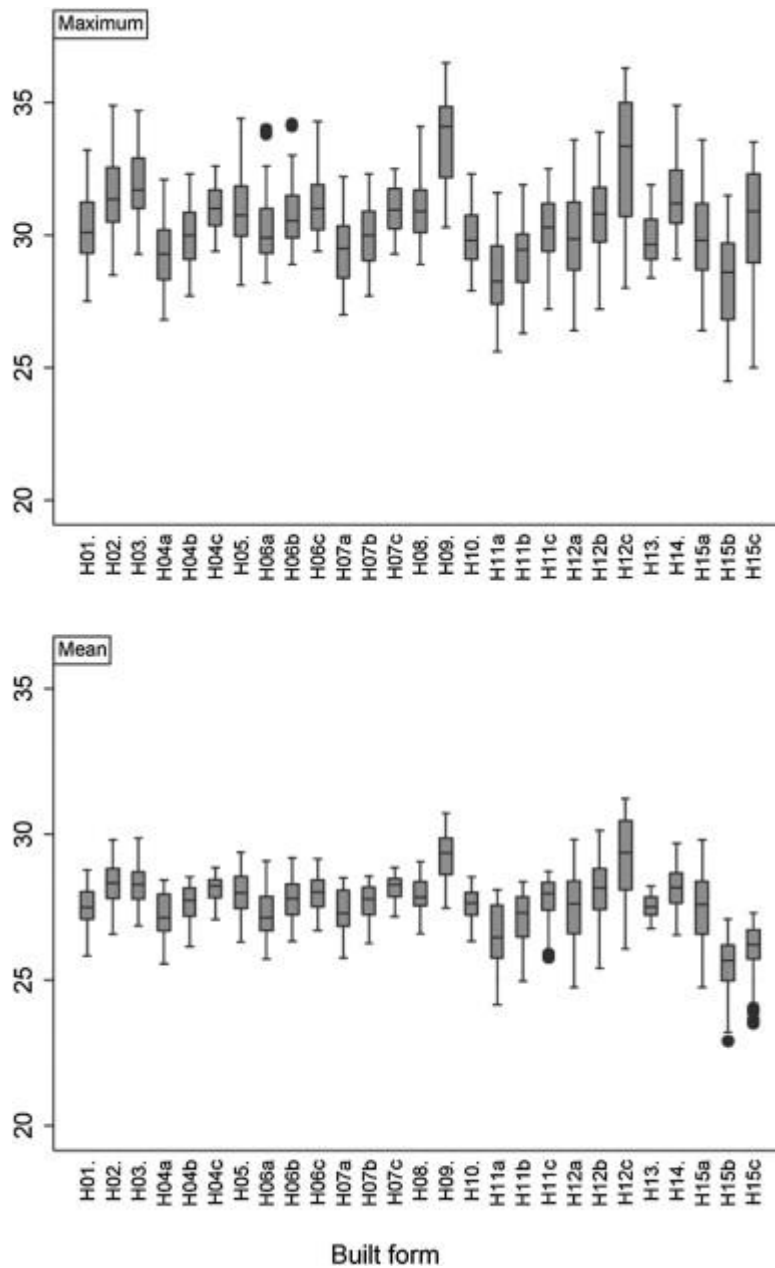 Maximum
35
30
25
20
H01. H02. H03. H04a H04b H04c H05. H06a H06b H06c H07a H07b H07c H08. H09. H10. H11a H11b H11c H12a H12b H12c H13. H14. H15a H15b H15c
Mean
35
30
25
20
H01. H02. H03. H04a H04b H04c H05. H06a H06b H06c H07a H07b H07c H08. H09. H10. H11a H11b H11c H12a H12b H12c H13. H14. H15a H15b H15c
Built form